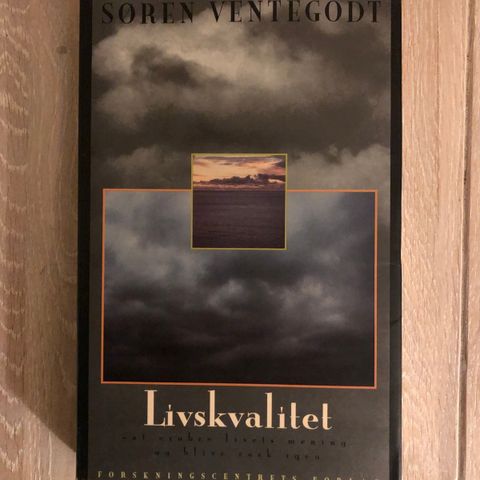 SØREN VENTEGODT
Livskvalitet
– at erobre livets mening
og blive rask igen
FORSKNINGSCENTRETS FORLAG